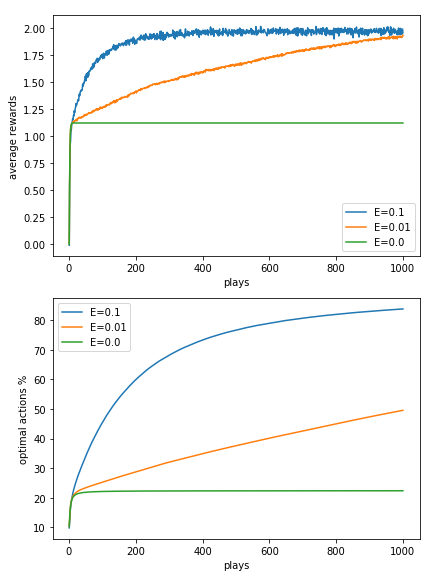 2.00
1.75
1.50
1.25
1.00
0.75
0.50
0.25
0.00
average rewards
E=0.1
E=0.01
E=0.0
0 200 400 600 800 1000
plays
80
70
60
50
40
30
20
10
optimal actions %
E=0.1
E=0.01
E=0.0
0 200 400 600 800 1000
plays